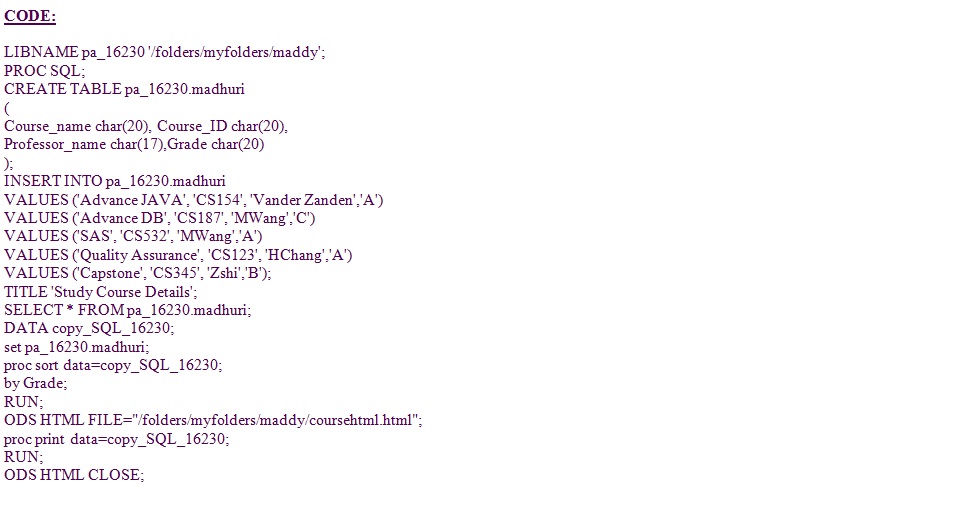 CODE:
LIBNAME pa_16230 '/folders/myfolders/maddy';
PROC SQL;
CREATE TABLE pa_16230.madhuri
(
Course_name char(20), Course_ID char(20),
Professor_name char(17),Grade char(20)
);
INSERT INTO pa_16230.madhuri
VALUES ('Advance JAVA', 'CS154', 'Vander Zanden','A')
VALUES ('Advance DB', 'CS187', 'MWang','C')
VALUES ('SAS', 'CS532', 'MWang','A')
VALUES ('Quality Assurance', 'CS123', 'HChang','A')
VALUES ('Capstone', 'CS345', 'Zshi','B');
TITLE 'Study Course Details';
SELECT * FROM pa_16230.madhuri;
DATA copy_SQL_16230;
set pa_16230.madhuri;
proc sort data=copy_SQL_16230;
by Grade;
RUN;
ODS HTML FILE="/folders/myfolders/maddy/coursehtml.html";
proc print data=copy_SQL_16230;
RUN;
ODS HTML CLOSE;